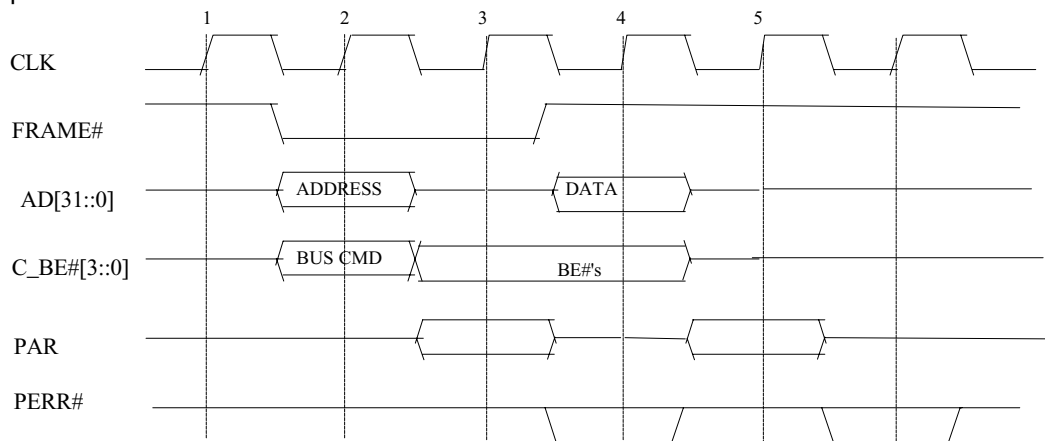 1 2 3 4 5
CLK
FRAME#
AD[31::0] ADDRESS DATA
C_BE#[3::0] BUS CMD BE#'s
PAR
PERR#